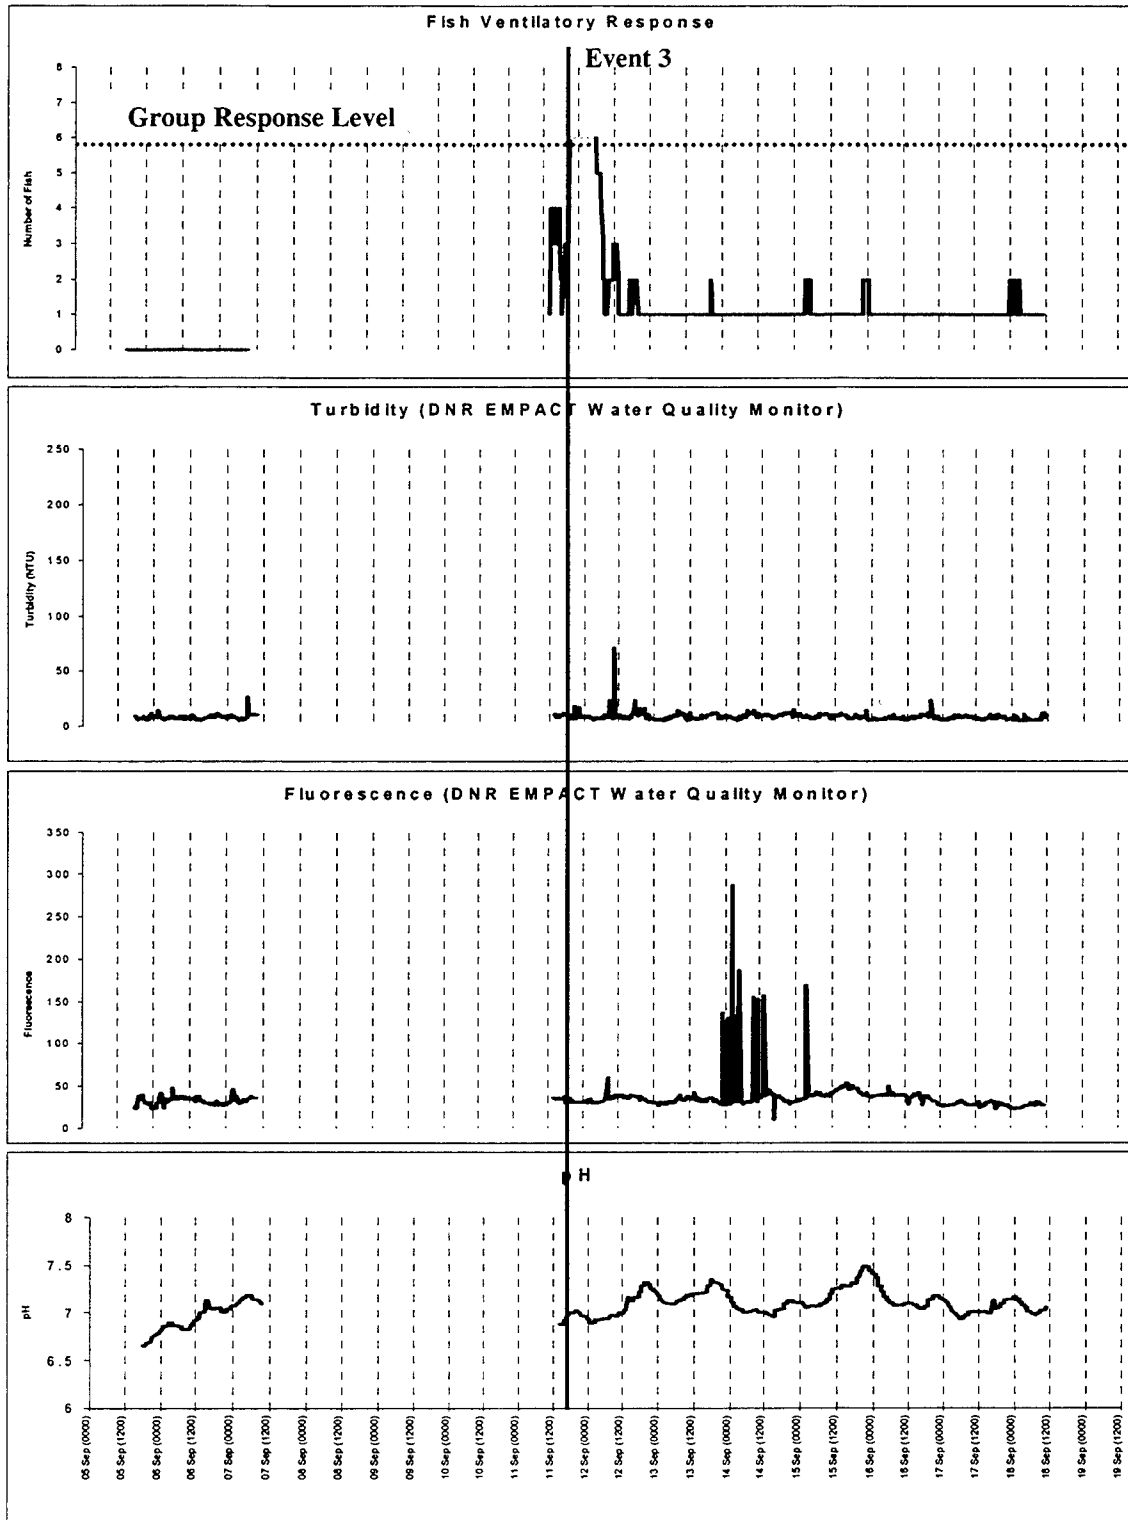 Fish Ventilatory Response
Event 3
Group Response Level
Number of Fish
8
7
6
5
4
3
2
1
0
Turbidity (DNR EMPACT Water Quality Monitor)
Turbidity (NTU)
250
200
150
100
50
0
Fluorescence (DNR EMPACT Water Quality Monitor)
Fluorescence
350
300
250
200
150
100
50
0
pH
pH
8
7.5
7
6.5
6
05 Sep (0000)
05 Sep (1200)
06 Sep (0000)
06 Sep (1200)
07 Sep (0000)
07 Sep (1200)
08 Sep (0000)
08 Sep (1200)
09 Sep (0000)
09 Sep (1200)
10 Sep (0000)
10 Sep (1200)
11 Sep (0000)
11 Sep (1200)
12 Sep (0000)
12 Sep (1200)
13 Sep (0000)
13 Sep (1200)
14 Sep (0000)
14 Sep (1200)
15 Sep (0000)
15 Sep (1200)
16 Sep (0000)
16 Sep (1200)
17 Sep (0000)
17 Sep (1200)
18 Sep (0000)
18 Sep (1200)
19 Sep (0000)
19 Sep (1200)